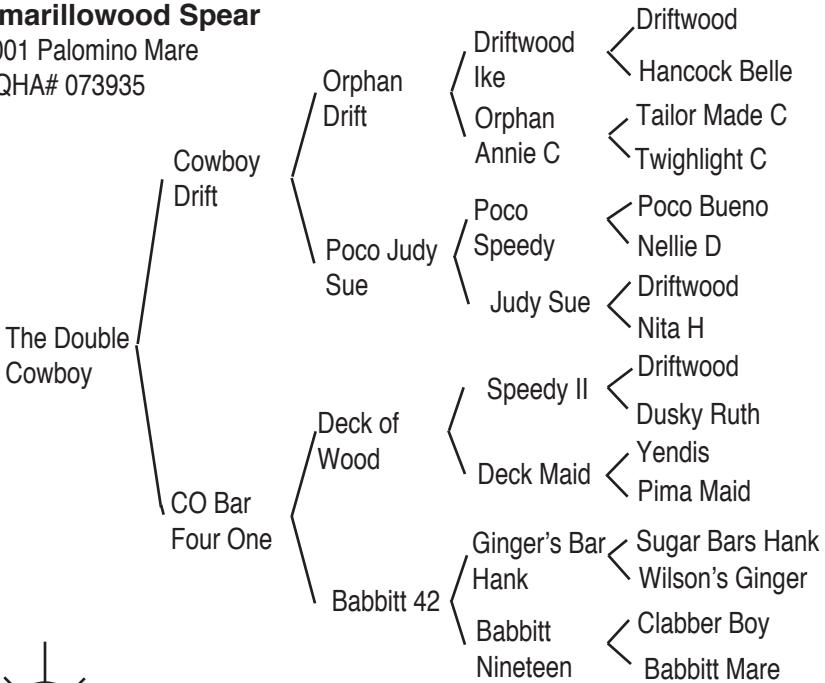 marillowood Spear
001 Palomino Mare
QHA# 073935
The Double
Cowboy
Cowboy
Drift
CO Bar
Four One
Orphan
Drift
Poco Judy
Sue
Deck of
Wood
Babbitt 42
Driftwood
Ike
Orphan
Annie C
Poco
Speedy
Judy Sue
Speedy II
Deck Maid
Ginger's Bar
Hank
Babbitt
Nineteen
Driftwood
Hancock Belle
Tailor Made C
Twighlight C
Poco Bueno
Nellie D
Driftwood
Nita H
Driftwood
Dusky Ruth
Yendis
Pima Maid
Sugar Bars Hank
Wilson's Ginger
Clabber Boy
Babbitt Mare